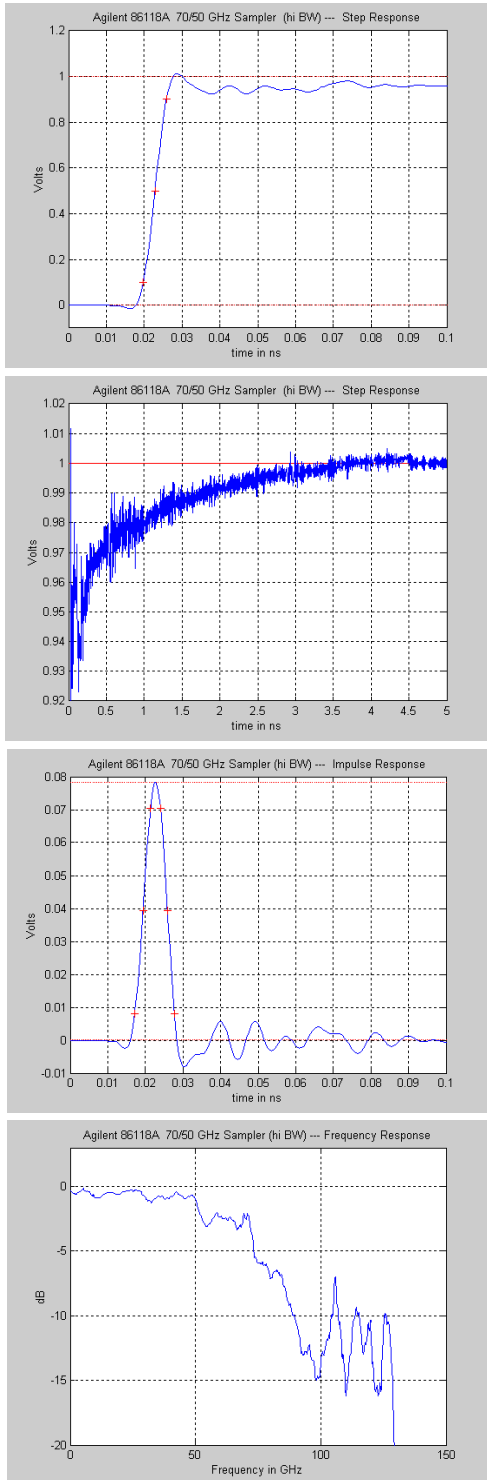 Agilent 86118A 70/50 GHz Sampler (hi BW) --- Step Response
1.2
1
0.8
0.6
0.4
0.2
0
Volts
0 0.01 0.02 0.03 0.04 0.05 0.06 0.07 0.08 0.09 0.1
time in ns
Agilent 86118A 70/50 GHz Sampler (hi BW) --- Step Response
1.02
1.01
1
0.99
0.98
0.97
0.96
0.95
0.94
0.93
0.92
Volts
0 0.5 1 1.5 2 2.5 3 3.5 4 4.5 5
time in ns
Agilent 86118A 70/50 GHz Sampler (hi BW) --- Impulse Response
0.08
0.07
0.06
0.05
0.04
0.03
0.02
0.01
0
-0.01
Volts
0 0.01 0.02 0.03 0.04 0.05 0.06 0.07 0.08 0.09 0.1
time in ns
Agilent 86118A 70/50 GHz Sampler (hi BW) --- Frequency Response
0
-5
-10
-15
-20
dB
0 50 100 150
Frequency in GHz